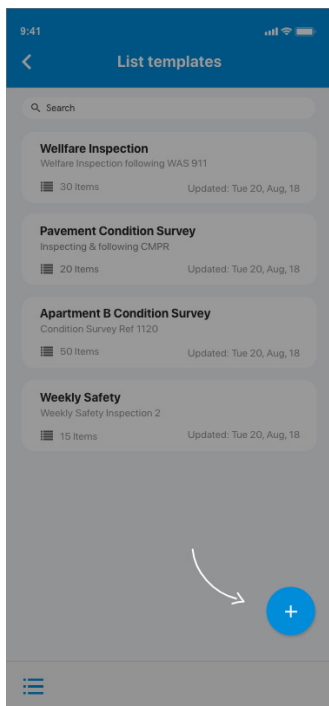 9:41
List templates
Search
Wellfare Inspection
Welfare Inspection following WAS 911
30 Items Updated: Tue 20, Aug, 18
Pavement Condition Survey
Inspecting & following CMPR
20 Items Updated: Tue 20, Aug, 18
Apartment B Condition Survey
Condition Survey Ref 1120
50 Items Updated: Tue 20, Aug, 18
Weekly Safety
Weekly Safety Inspection 2
15 Items Updated: Tue 20, Aug, 18
+